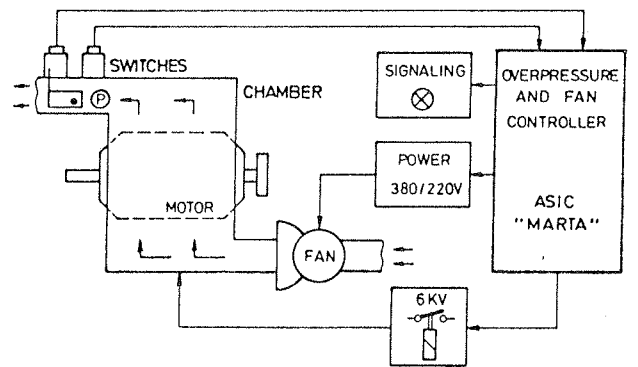 SWITCHES
CHAMBER
P
MOTOR
FAN
SIGNALING
POWER
380/220V
6KV
OVERPRESSURE
AND FAN
CONTROLLER
ASIC
"MARTA"